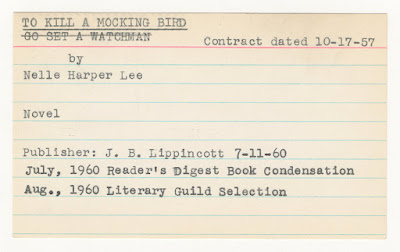 TO KILL A MOCKING BIRD
GO SET A WATCHMAN
Contract dated 10-17-57
by
Nelle Harper Lee
Novel
Publisher: J. B. Lippincott 7-11-60
July, 1960 Reader's Digest Book Condensation
Aug., 1960 Literary Guild Selection